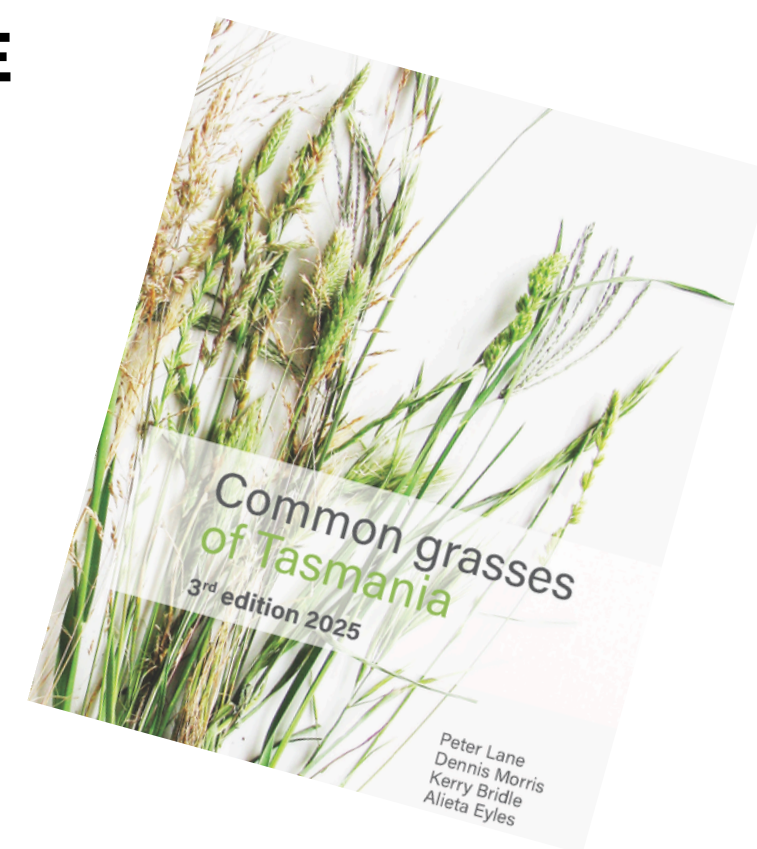 E
Common grasses
of Tasmania
3rd edition 2025
Peter Lane
Dennis Morris
Kerry Bridle
Alieta Eyles